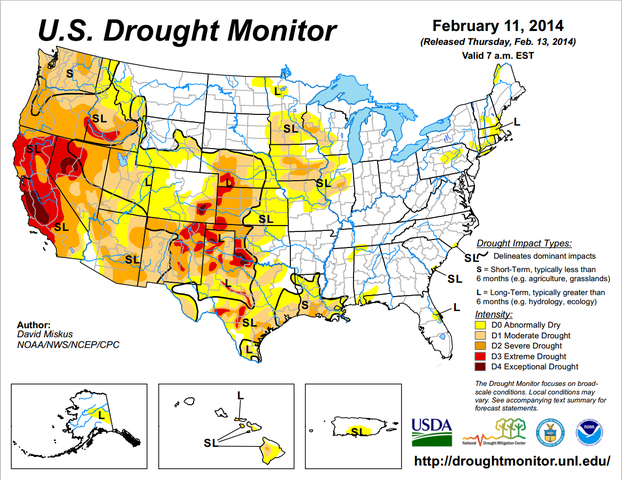 U.S. Drought Monitor
February 11, 2014
(Released Thursday, Feb. 13, 2014)
Valid 7 a.m. EST
S
L
SL
SL
L
SL
L
L
SL
L
SL
SL
SL
L
SL
S
L
SL
SL
L
Drought Impact Types:
Delineates dominant impacts
S = Short-Term, typically less than
6 months (e.g. agriculture, grasslands)
L = Long-Term, typically greater than
6 months (e.g. hydrology, ecology)
Intensity:
D0 Abnormally Dry
D1 Moderate Drought
D2 Severe Drought
D3 Extreme Drought
D4 Exceptional Drought
Author:
David Miskus
NOAA/NWS/NCEP/CPC
The Drought Monitor focuses on broad-
scale conditions. Local conditions may
vary. See accompanying text summary for
forecast statements.
L
L
SL
SL
USDA
National Drought Mitigation Center
NOAA
http://droughtmonitor.unl.edu/